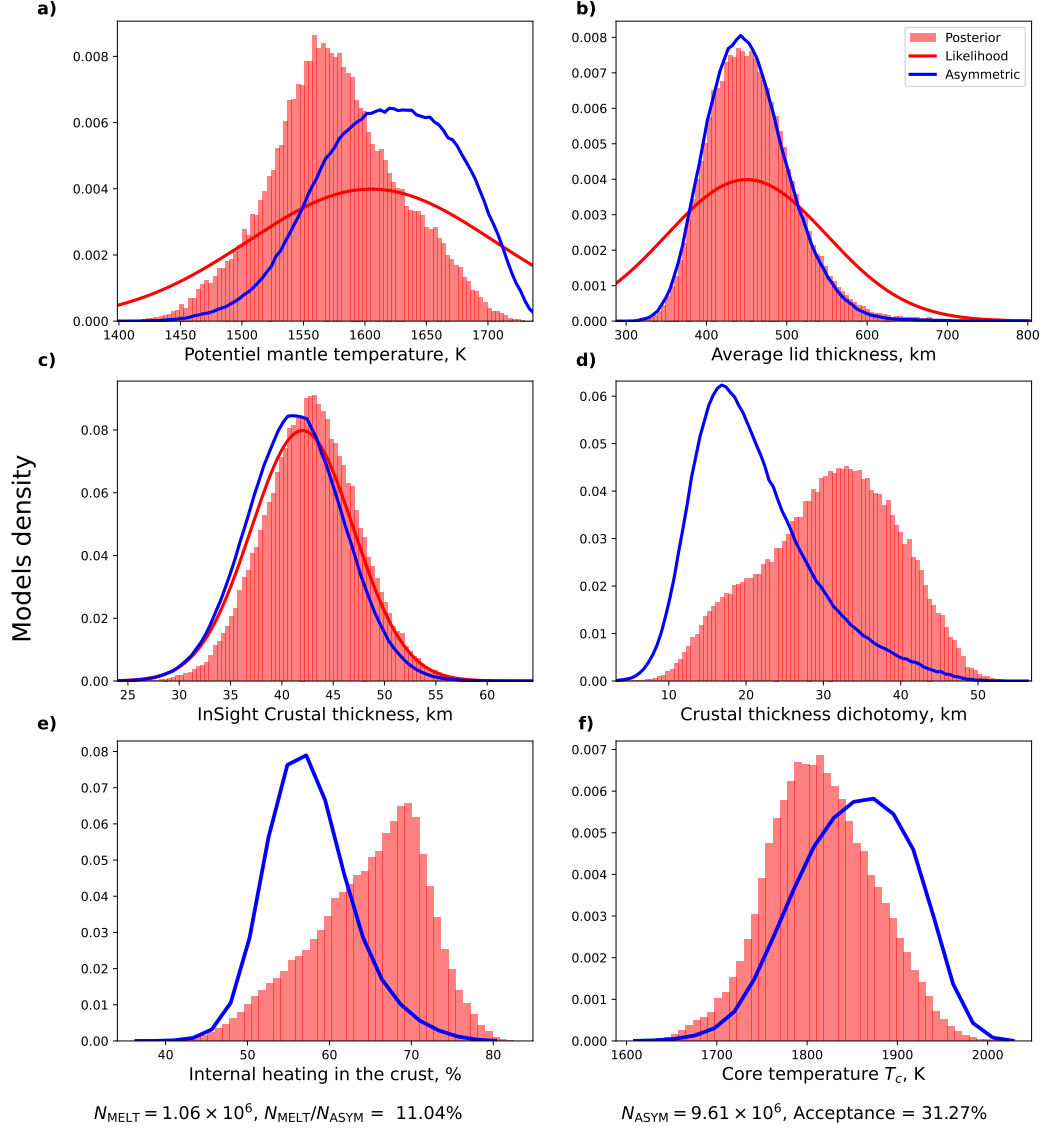 a)
0.008
0.006
0.004
0.002
0.000
1400 1450 1500 1550 1600 1650 1700
Potentiel mantle temperature, K
b)
Posterior
Likelihood
Asymmetric
0.008
0.007
0.006
0.005
0.004
0.003
0.002
0.001
0.000
300 400 500 600 700 800
Average lid thickness, km
Models density
c)
0.08
0.06
0.04
0.02
0.00
25 30 35 40 45 50 55 60
InSight Crustal thickness, km
d)
0.06
0.05
0.04
0.03
0.02
0.01
0.00
10 20 30 40 50
Crustal thickness dichotomy, km
e)
0.08
0.07
0.06
0.05
0.04
0.03
0.02
0.01
0.00
40 50 60 70 80
Internal heating in the crust, %
f)
0.007
0.006
0.005
0.004
0.003
0.002
0.001
0.000
1600 1700 1800 1900 2000
Core temperature T_c, K
N_MELT = 1.06 × 10^6, N_MELT/N_ASYM = 11.04%
N_ASYM = 9.61 × 10^6, Acceptance = 31.27%